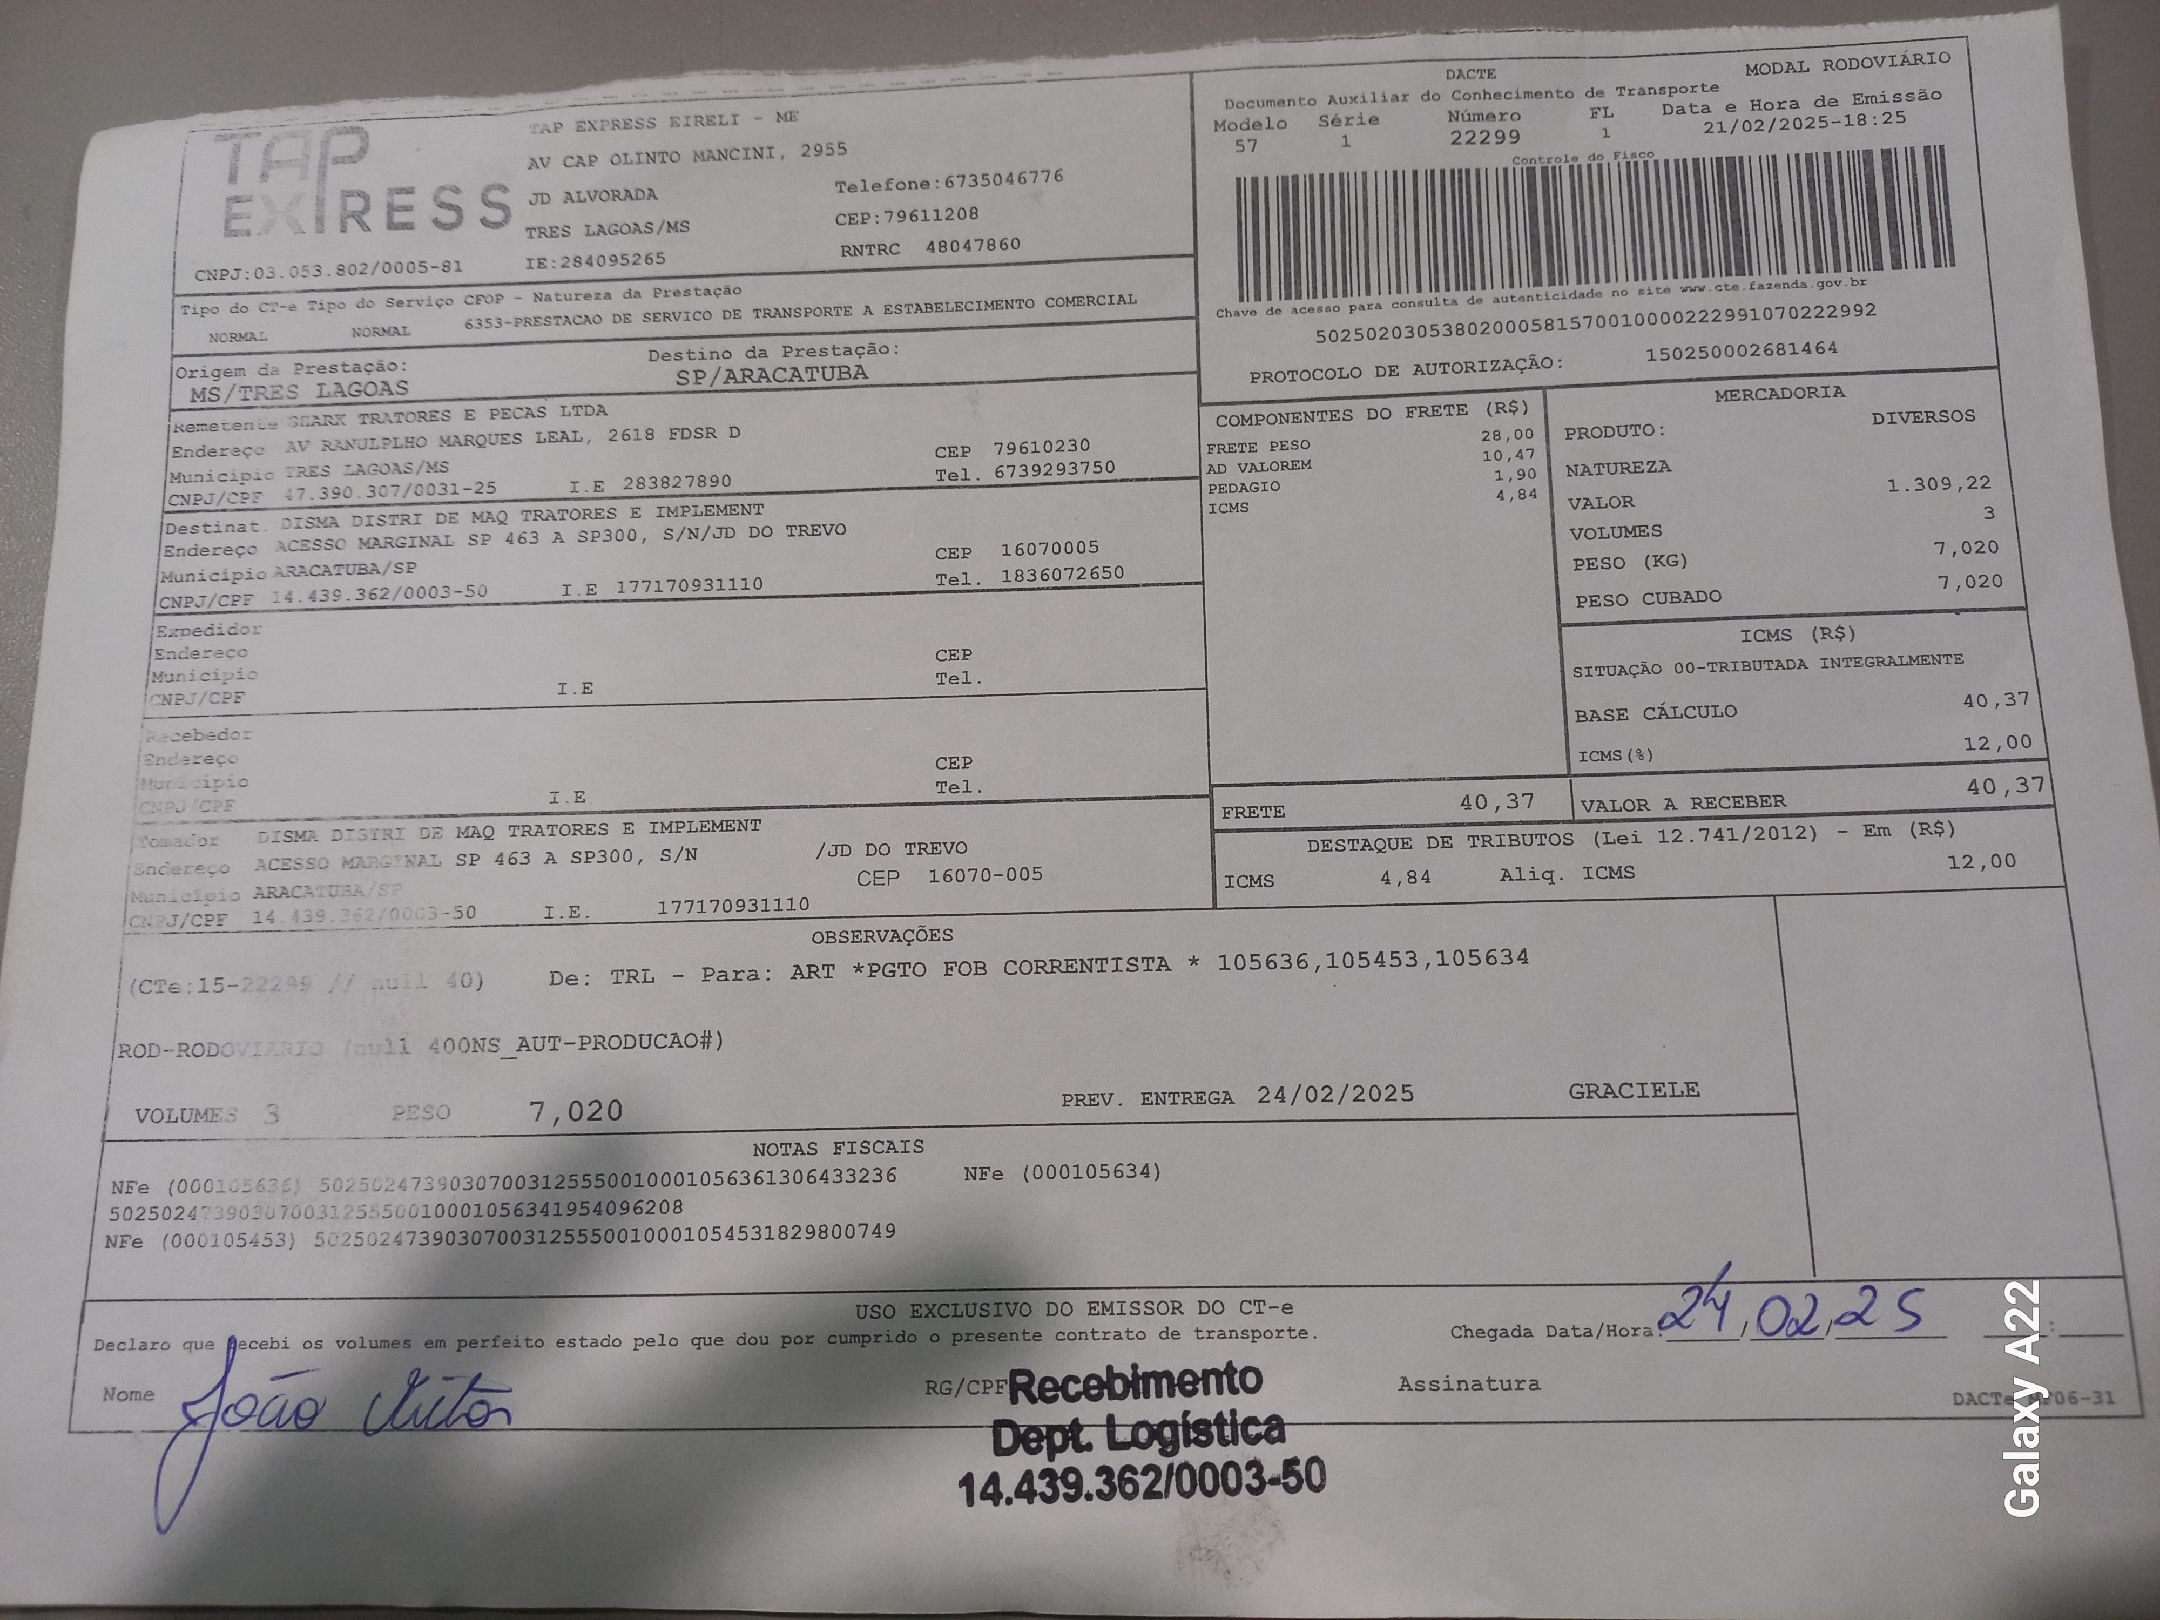 TAP
EXPRESS
TAP EXPRESS EIRELI - ME
AV CAP OLINTO MANCINI, 2955
JD ALVORADA
Telefone:6735046776
TRES LAGOAS/MS
CEP:79611208
CNPJ:03.053.802/0005-81
IE:284095265
RNTRC 48047860
DACTE
MODAL RODOVIÁRIO
Documento Auxiliar do Conhecimento de Transporte
Modelo Série Número FL Data e Hora de Emissão
57 1 22299 1 21/02/2025-18:25
Controle do Fisco
Chave de acesso para consulta de autenticidade no site www.cte.fazenda.gov.br
50250203053802000581570010000222991070222992
PROTOCOLO DE AUTORIZAÇÃO: 150250002681464
Tipo do CT-e Tipo do Serviço CFOP - Natureza da Prestação
NORMAL NORMAL 6353-PRESTACAO DE SERVICO DE TRANSPORTE A ESTABELECIMENTO COMERCIAL
Origem da Prestação: Destino da Prestação:
MS/TRES LAGOAS SP/ARACATUBA
Remetente SHARK TRATORES E PECAS LTDA
Endereço AV RANULPLHO MARQUES LEAL, 2618 FDSR D CEP 79610230
Município TRES LAGOAS/MS Tel. 6739293750
CNPJ/CPF 47.390.307/0031-25 I.E 283827890
Destinat. DISMA DISTRI DE MAQ TRATORES E IMPLEMENT
Endereço ACESSO MARGINAL SP 463 A SP300, S/N/JD DO TREVO CEP 16070005
Município ARACATUBA/SP Tel. 1836072650
CNPJ/CPF 14.439.362/0003-50 I.E 177170931110
Expedidor
Endereço CEP
Município Tel.
CNPJ/CPF I.E
Recebedor
Endereço CEP
Município Tel.
CNPJ/CPF I.E
Tomador DISMA DISTRI DE MAQ TRATORES E IMPLEMENT
Endereço ACESSO MARGINAL SP 463 A SP300, S/N /JD DO TREVO
Município ARACATUBA/SP CEP 16070-005
CNPJ/CPF 14.439.362/0003-50 I.E. 177170931110
COMPONENTES DO FRETE (R$)
FRETE PESO 28,00
AD VALOREM 10,47
PEDAGIO 1,90
ICMS 4,84
MERCADORIA
PRODUTO: DIVERSOS
NATUREZA
VALOR 1.309,22
VOLUMES 3
PESO (KG) 7,020
PESO CUBADO 7,020
ICMS (R$)
SITUAÇÃO 00-TRIBUTADA INTEGRALMENTE
BASE CÁLCULO 40,37
ICMS(%) 12,00
FRETE 40,37 VALOR A RECEBER 40,37
DESTAQUE DE TRIBUTOS (Lei 12.741/2012) - Em (R$)
ICMS 4,84 Aliq. ICMS 12,00
OBSERVAÇÕES
(CTe:15-22299 // null 40) De: TRL - Para: ART *PGTO FOB CORRENTISTA * 105636,105453,105634
ROD-RODOVIARIO (null 400NS_AUT-PRODUCAO#)
VOLUMES 3 PESO 7,020 PREV. ENTREGA 24/02/2025 GRACIELE
NOTAS FISCAIS
NFe (000105636) 50250247390307003125550010001056361306433236 NFe (000105634)
50250247390307003125550010001056341954096208
NFe (000105453) 50250247390307003125550010001054531829800749
USO EXCLUSIVO DO EMISSOR DO CT-e
Declaro que recebi os volumes em perfeito estado pelo que dou por cumprido o presente contrato de transporte.
Chegada Data/Hora: 24/02/25 :
Nome João Vitor RG/CPF Assinatura
DACTe 06-31
Recebimento
Dept. Logística
14.439.362/0003-50
Galaxy A22